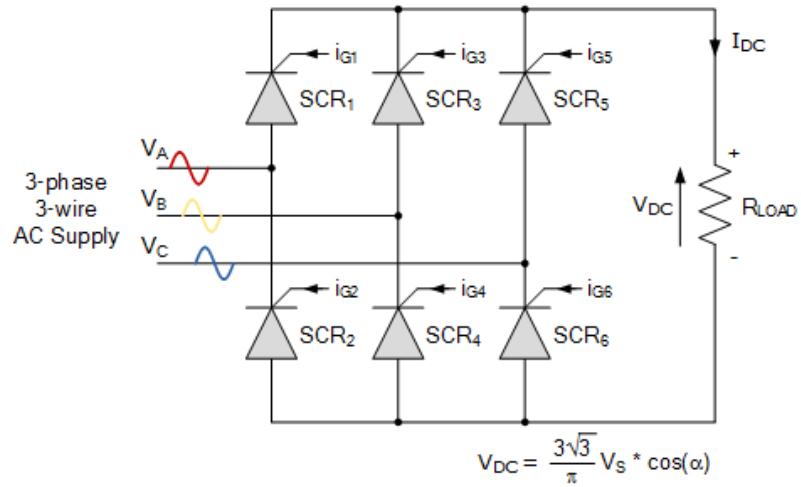 iG1
iG3
iG5
IDC
SCR1
SCR3
SCR5
VA
3-phase
3-wire
AC Supply
VB
VC
+
VDC
RLOAD
-
iG2
iG4
iG6
SCR2
SCR4
SCR6
VDC = 3√3/π VS * cos(α)